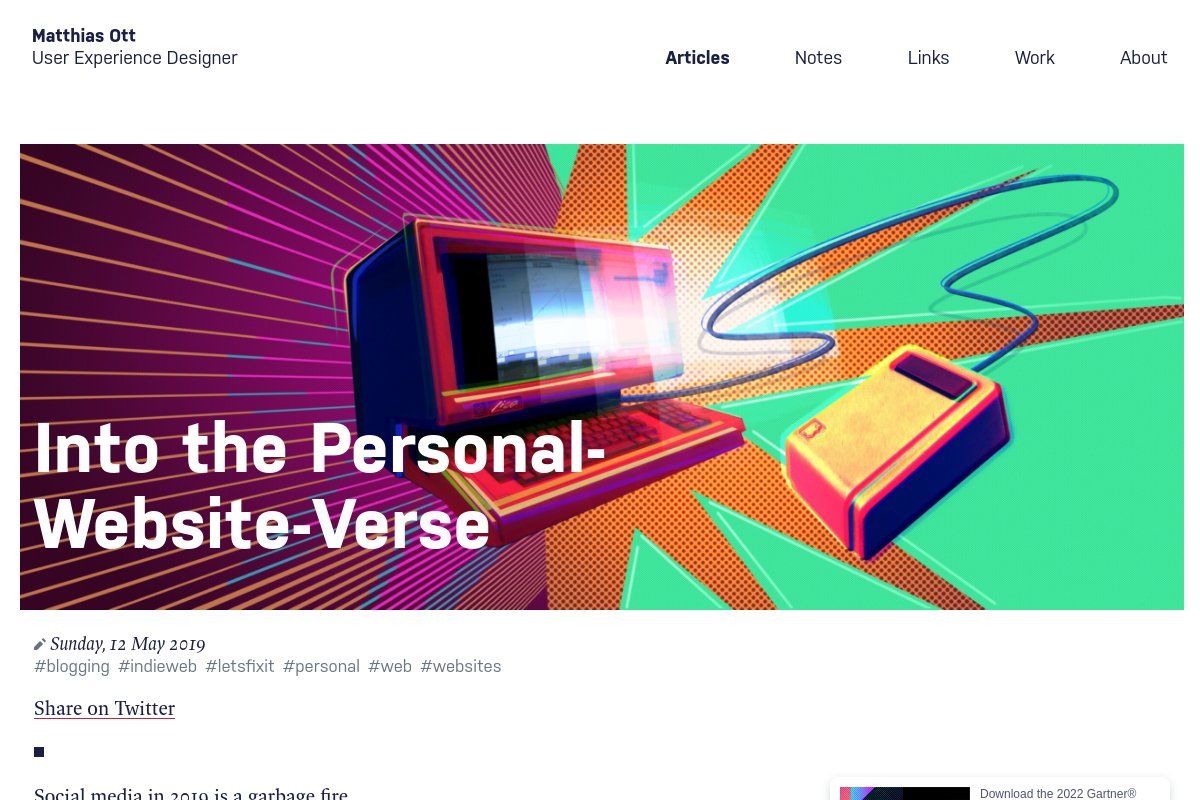 Matthias Ott
User Experience Designer
Articles Notes Links Work About
Into the Personal-
Website-Verse
Sunday, 12 May 2019
#blogging #indieweb #letsfixit #personal #web #websites
Share on Twitter
Social media in 2019 is a garbage fire.
Download the 2022 Gartner®